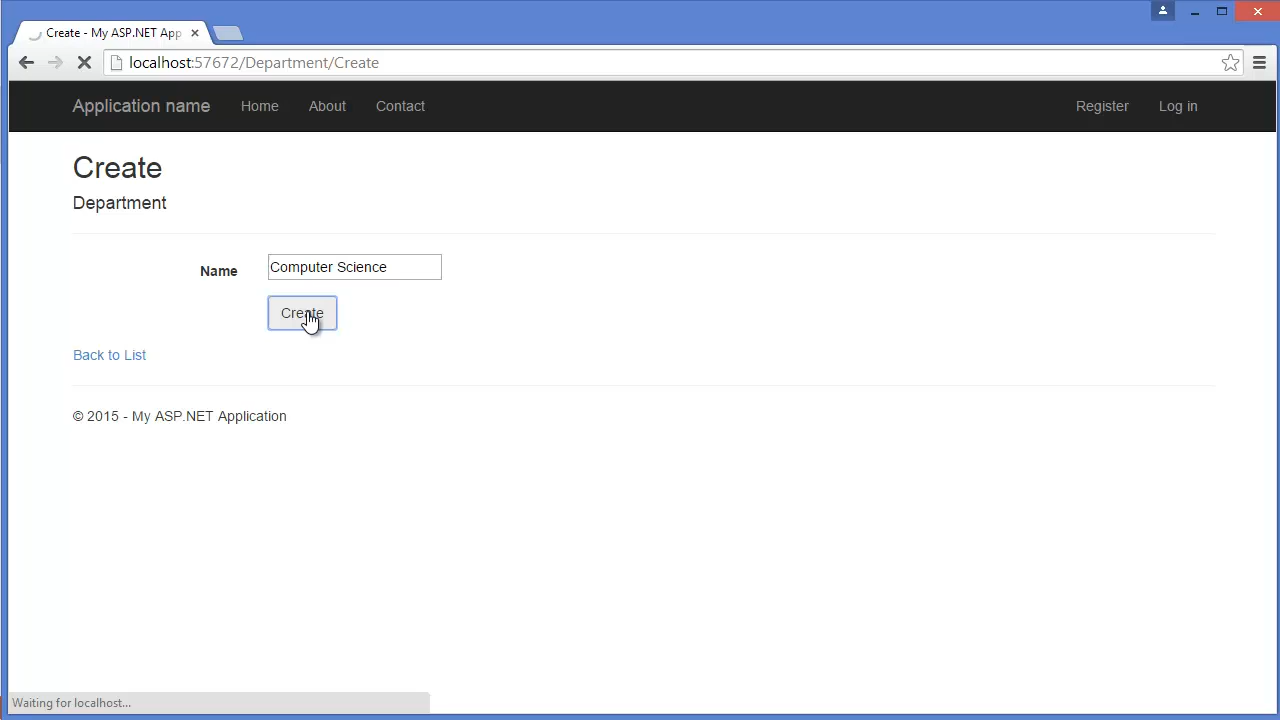 Create - My ASP.NET App
localhost:57672/Department/Create
Application name Home About Contact Register Log in
Create
Department
Name Computer Science
Create
Back to List
© 2015 - My ASP.NET Application
Waiting for localhost...